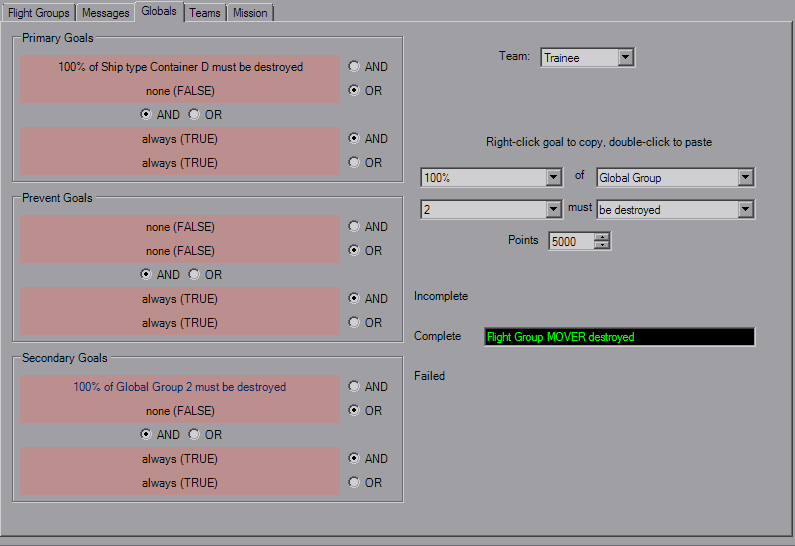 Flight Groups Messages Globals Teams Mission
Primary Goals
100% of Ship type Container D must be destroyed
none (FALSE)
AND
OR
AND OR
always (TRUE)
always (TRUE)
AND
OR
Prevent Goals
none (FALSE)
none (FALSE)
AND
OR
AND OR
always (TRUE)
always (TRUE)
AND
OR
Secondary Goals
100% of Global Group 2 must be destroyed
none (FALSE)
AND
OR
AND OR
always (TRUE)
always (TRUE)
AND
OR
Team: Trainee
Right-click goal to copy, double-click to paste
100% of Global Group
2 must be destroyed
Points 5000
Incomplete
Complete Flight Group MOVER destroyed
Failed